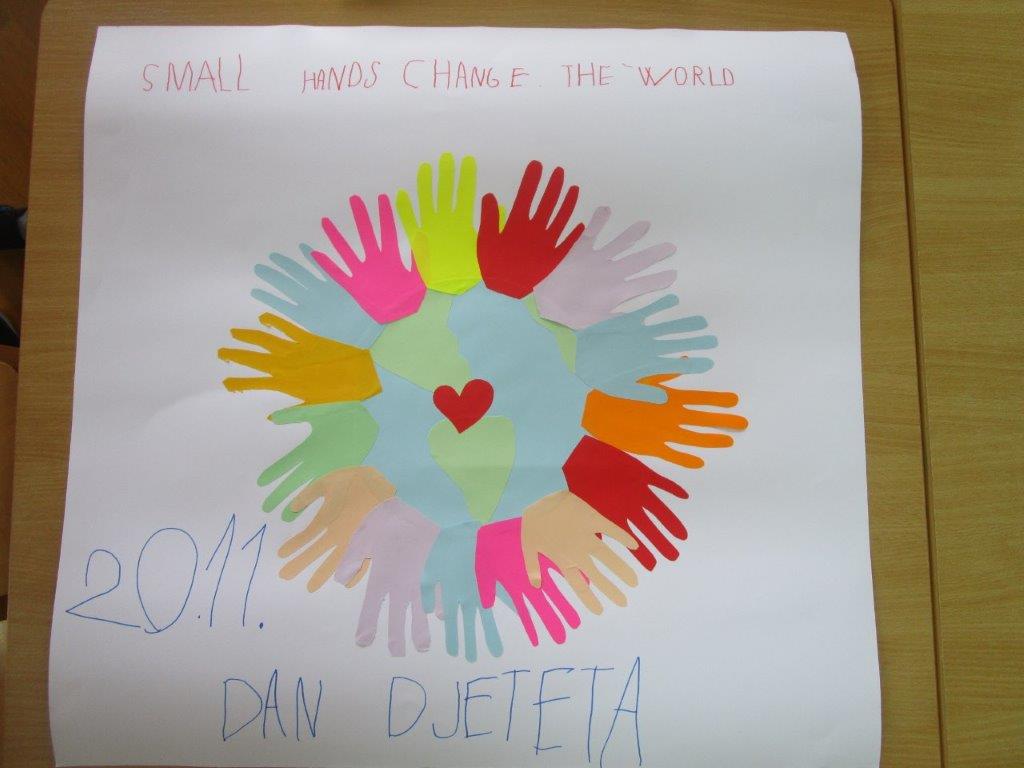 SMALL HANDS CHANGE THE WORLD
20.11.
DAN DJETETA